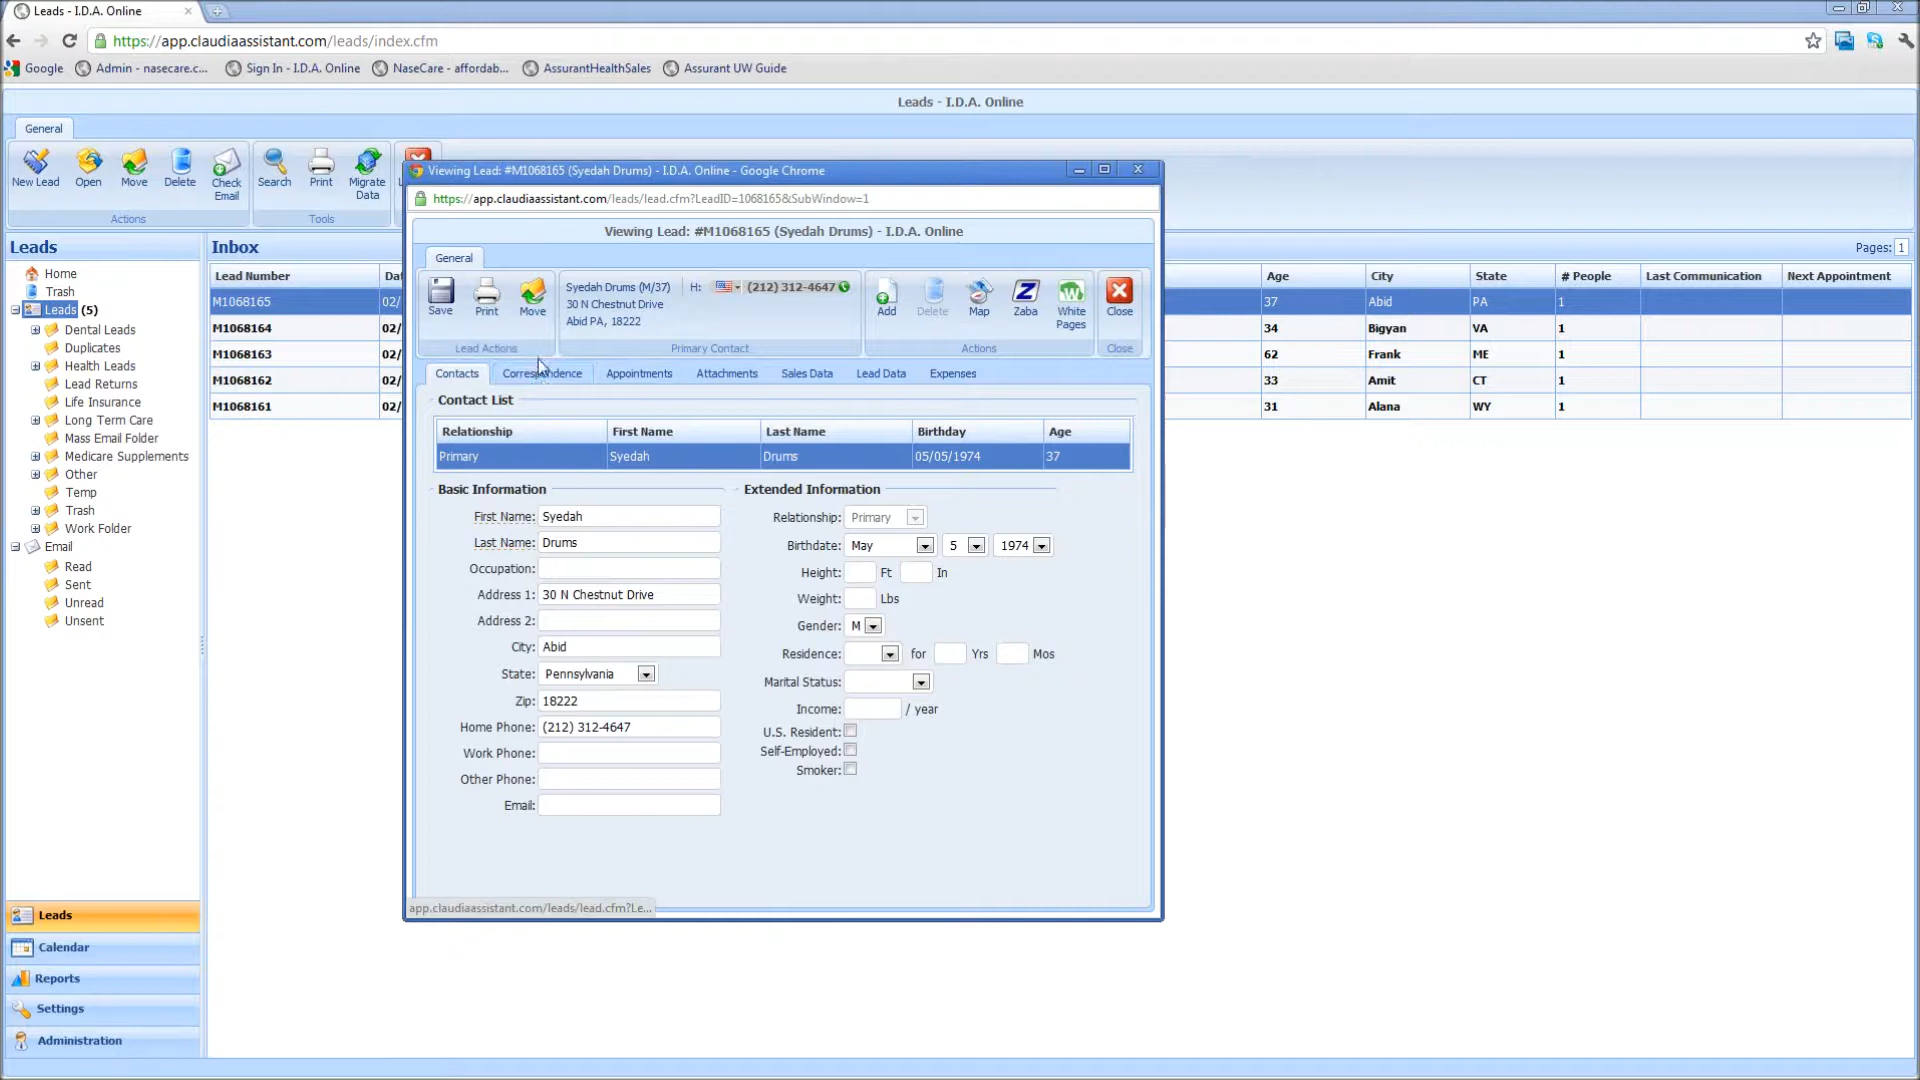 Leads - I.D.A. Online
https://app.claudiaassistant.com/leads/index.cfm
Google Admin - nasecare.c... Sign In - I.D.A. Online NaseCare - affordab... AssurantHealthSales Assurant UW Guide
Leads - I.D.A. Online
General
New Lead Open Move Delete Check Email Search Print Migrate Data
Actions Tools
Leads
Home
Trash
Leads (5)
Dental Leads
Duplicates
Health Leads
Lead Returns
Life Insurance
Long Term Care
Mass Email Folder
Medicare Supplements
Other
Temp
Trash
Work Folder
Email
Read
Sent
Unread
Unsent
Leads
Calendar
Reports
Settings
Administration
Inbox Pages: 1
Lead Number Age City State # People Last Communication Next Appointment
M1068165 02/ 37 Abid PA 1
M1068164 02/ 34 Bigyan VA 1
M1068163 02/ 62 Frank ME 1
M1068162 02/ 33 Amit CT 1
M1068161 02/ 31 Alana WY 1
Viewing Lead: #M1068165 (Syedah Drums) - I.D.A. Online - Google Chrome
https://app.claudiaassistant.com/leads/lead.cfm?LeadID=1068165&SubWindow=1
Viewing Lead: #M1068165 (Syedah Drums) - I.D.A. Online
General
Save Print Move
Lead Actions
Syedah Drums (M/37) H: (212) 312-4647
30 N Chestnut Drive
Abid PA, 18222
Primary Contact
Add Delete Map Zaba White Pages
Actions
Close
Close
Contacts Correspondence Appointments Attachments Sales Data Lead Data Expenses
Contact List
Relationship First Name Last Name Birthday Age
Primary Syedah Drums 05/05/1974 37
Basic Information
First Name: Syedah
Last Name: Drums
Occupation:
Address 1: 30 N Chestnut Drive
Address 2:
City: Abid
State: Pennsylvania
Zip: 18222
Home Phone: (212) 312-4647
Work Phone:
Other Phone:
Email:
Extended Information
Relationship: Primary
Birthdate: May 5 1974
Height: Ft In
Weight: Lbs
Gender: M
Residence: for Yrs Mos
Marital Status:
Income: / year
U.S. Resident:
Self-Employed:
Smoker:
app.claudiaassistant.com/leads/lead.cfm?Le...